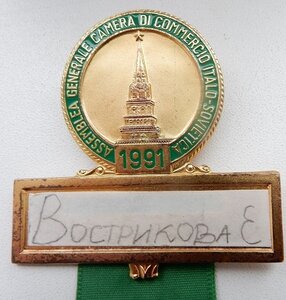 ASSEMBLEA GENERALE CAMERA DI COMMERCIO ITALO-SOVIETICA
1991
ВОСТРИКОВА Е